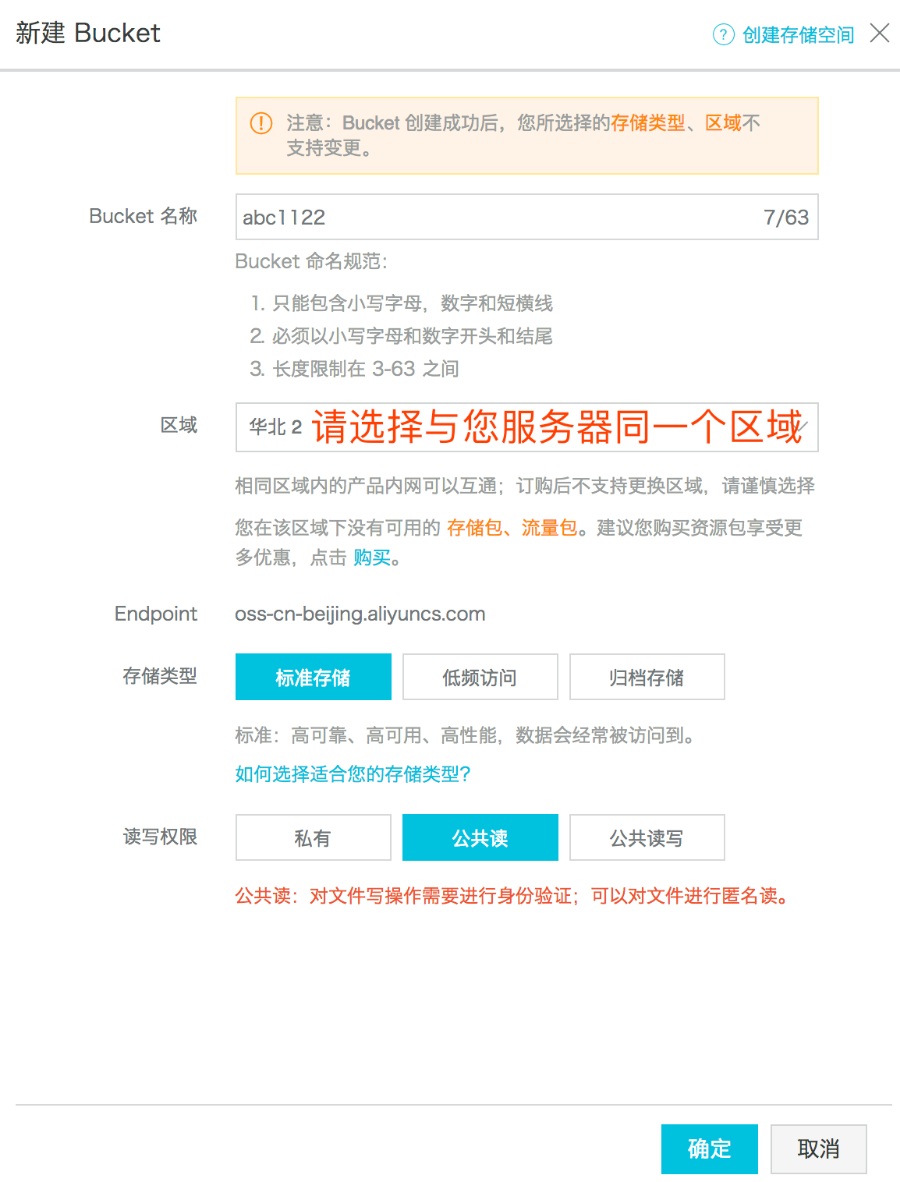 新建 Bucket
? 创建存储空间
注意：Bucket 创建成功后，您所选择的存储类型、区域不
支持变更。
Bucket 名称
abc1122
7/63
Bucket 命名规范：
1. 只能包含小写字母，数字和短横线
2. 必须以小写字母和数字开头和结尾
3. 长度限制在 3-63 之间
区域
华北 2
请选择与您服务器同一个区域
相同区域内的产品内网可以互通；订购后不支持更换区域，请谨慎选择
您在该区域下没有可用的 存储包、流量包。建议您购买资源包享受更
多优惠，点击 购买。
Endpoint
oss-cn-beijing.aliyuncs.com
存储类型
标准存储
低频访问
归档存储
标准：高可靠、高可用、高性能，数据会经常被访问到。
如何选择适合您的存储类型?
读写权限
私有
公共读
公共读写
公共读：对文件写操作需要进行身份验证；可以对文件进行匿名读。
确定
取消